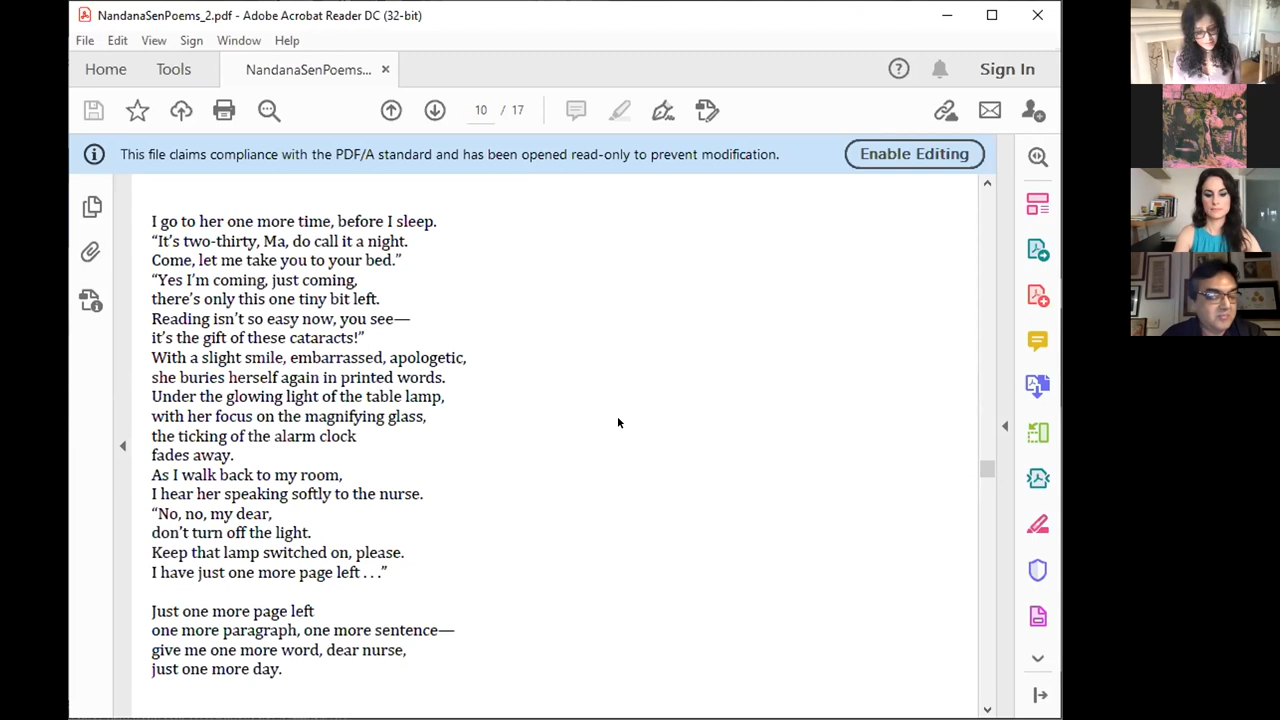 NandanaSenPoems_2.pdf - Adobe Acrobat Reader DC (32-bit)
File Edit View Sign Window Help
Home Tools NandanaSenPoems... × Sign In
10 / 17
This file claims compliance with the PDF/A standard and has been opened read-only to prevent modification. Enable Editing
I go to her one more time, before I sleep.
“It’s two-thirty, Ma, do call it a night.
Come, let me take you to your bed.”
“Yes I’m coming, just coming,
there’s only this one tiny bit left.
Reading isn’t so easy now, you see—
it’s the gift of these cataracts!”
With a slight smile, embarrassed, apologetic,
she buries herself again in printed words.
Under the glowing light of the table lamp,
with her focus on the magnifying glass,
the ticking of the alarm clock
fades away.
As I walk back to my room,
I hear her speaking softly to the nurse.
“No, no, my dear,
don’t turn off the light.
Keep that lamp switched on, please.
I have just one more page left . . .”
Just one more page left
one more paragraph, one more sentence—
give me one more word, dear nurse,
just one more day.